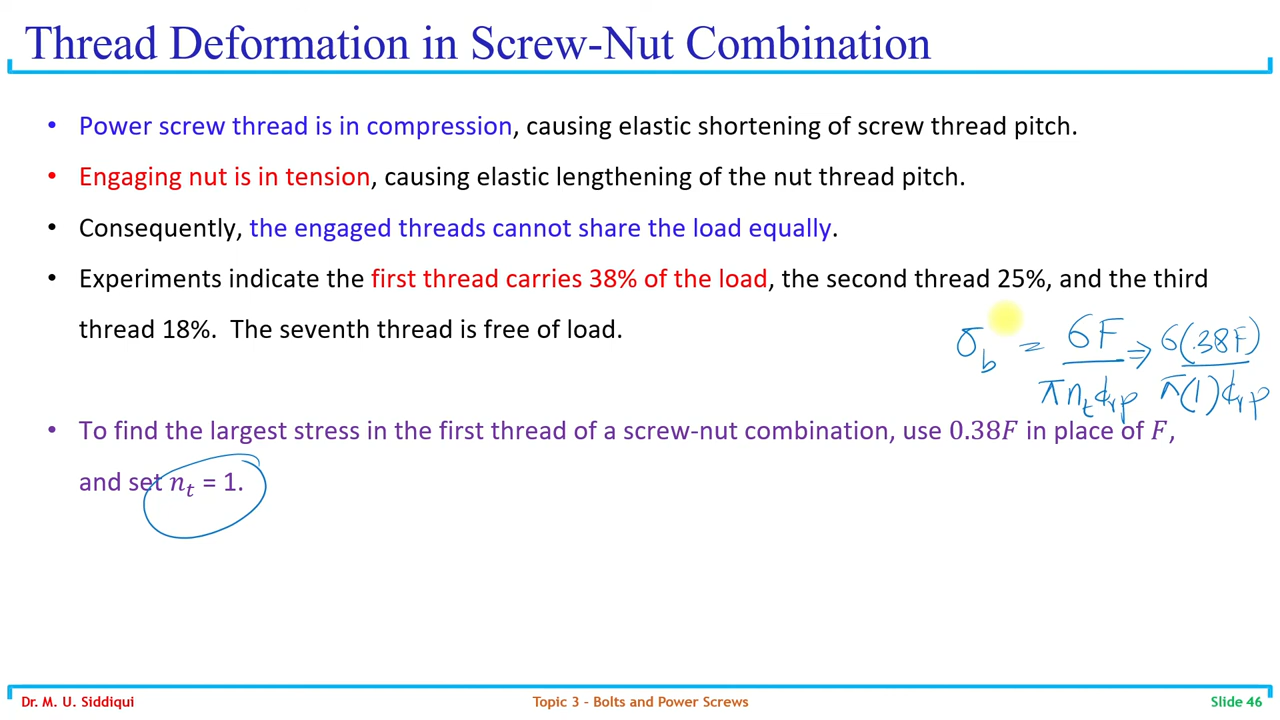 Thread Deformation in Screw-Nut Combination
• Power screw thread is in compression, causing elastic shortening of screw thread pitch.
• Engaging nut is in tension, causing elastic lengthening of the nut thread pitch.
• Consequently, the engaged threads cannot share the load equally.
• Experiments indicate the first thread carries 38% of the load, the second thread 25%, and the third
thread 18%. The seventh thread is free of load.
σ_b = 6F / (π n_t d_r p) ⇒ 6(.38F) / (π(1) d_r p)
• To find the largest stress in the first thread of a screw-nut combination, use 0.38F in place of F,
and set n_t = 1.
Dr. M. U. Siddiqui
Topic 3 – Bolts and Power Screws
Slide 46